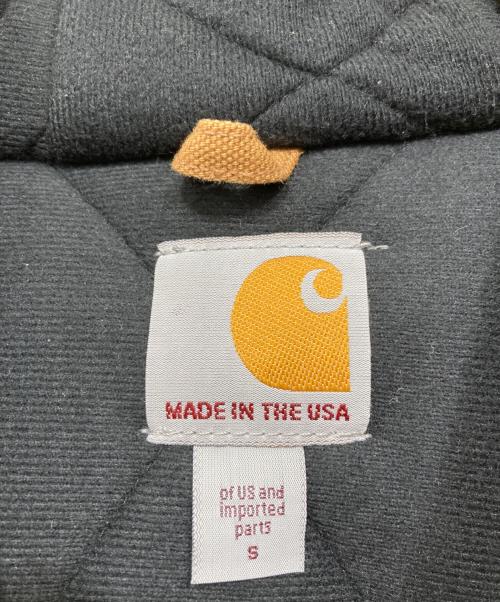 MADE IN THE USA
of US and
imported
parts
S